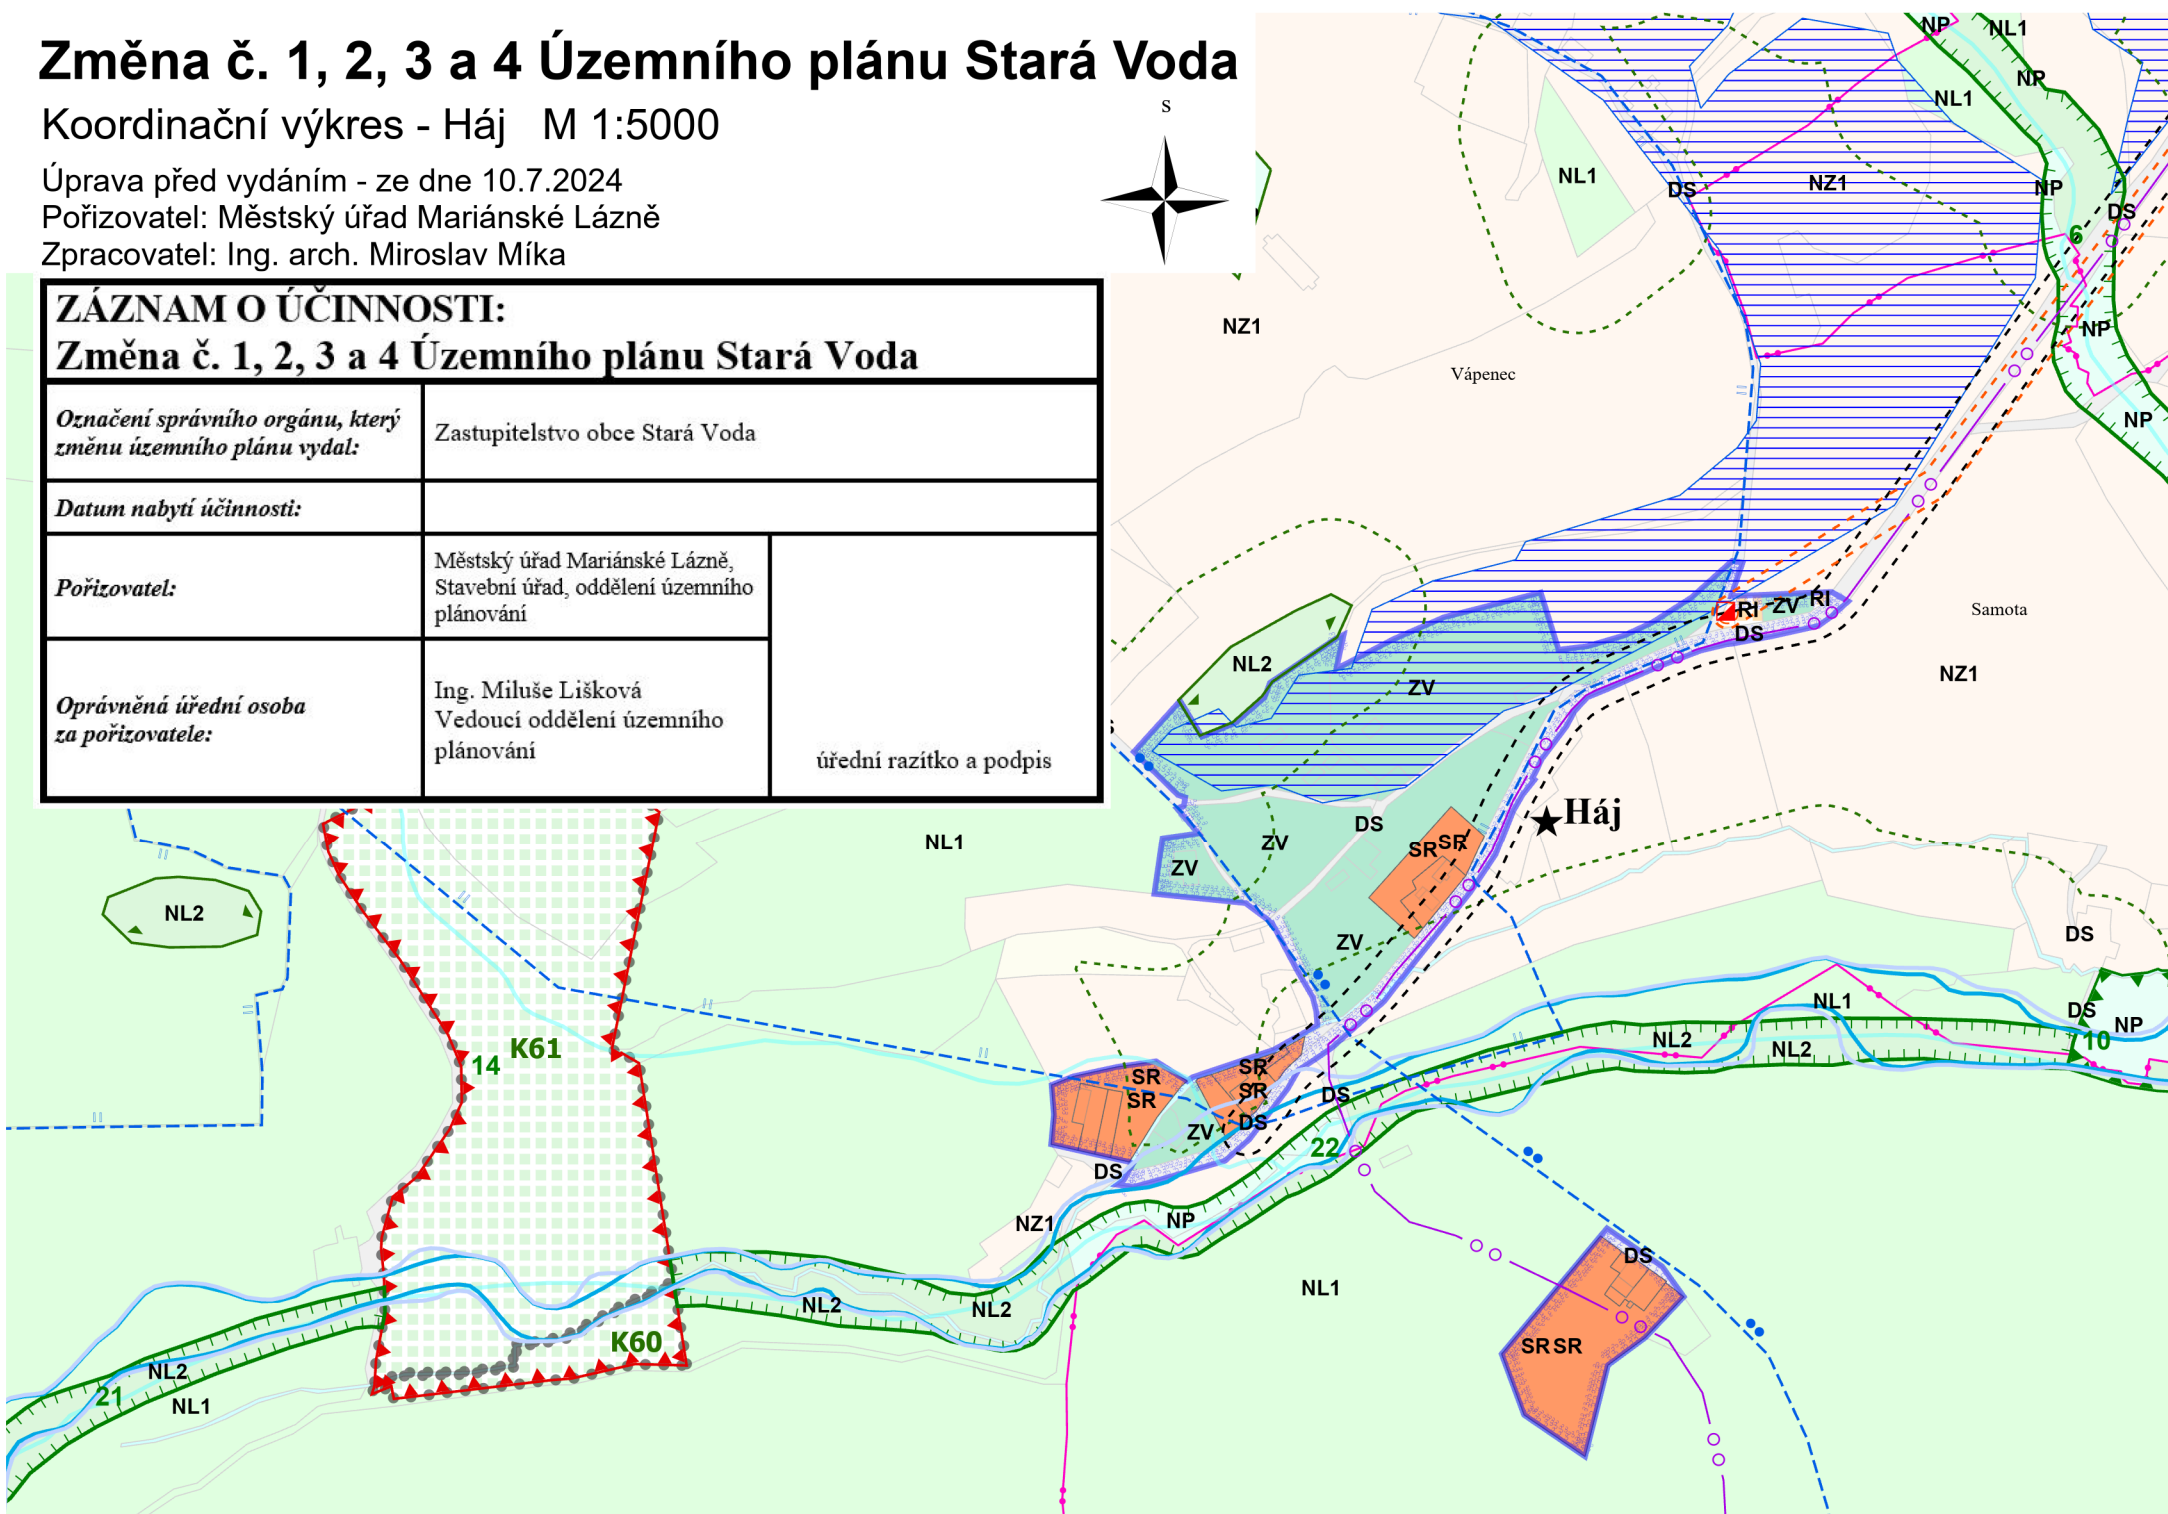 Změna č. 1, 2, 3 a 4 Územního plánu Stará Voda
Koordinační výkres - Háj M 1:5000
Úprava před vydáním - ze dne 10.7.2024
Pořizovatel: Městský úřad Mariánské Lázně
Zpracovatel: Ing. arch. Miroslav Míka
S
ZÁZNAM O ÚČINNOSTI:
Změna č. 1, 2, 3 a 4 Územního plánu Stará Voda
Označení správního orgánu, který
změnu územního plánu vydal:
Zastupitelstvo obce Stará Voda
Datum nabytí účinnosti:
Pořizovatel:
Městský úřad Mariánské Lázně,
Stavební úřad, oddělení územního
plánování
Oprávněná úřední osoba
za pořizovatele:
Ing. Miluše Lišková
Vedoucí oddělení územního
plánování
úřední razítko a podpis
NP
NL1
NP
NL1
NL1
DS
NZ1
NP
DS
6
NZ1
NP
Vápenec
NP
RI
ZV
RI
DS
Samota
NL2
NZ1
ZV
Háj
DS
NL1
ZV
SR
SR
ZV
NL2
ZV
DS
NL1
DS
NP
NL2
10
NL2
K61
14
SR
SR
SR
SR
DS
DS
ZV
22
DS
NP
NZ1
DS
NL1
NL2
NL2
K60
SR
SR
NL2
21
NL1